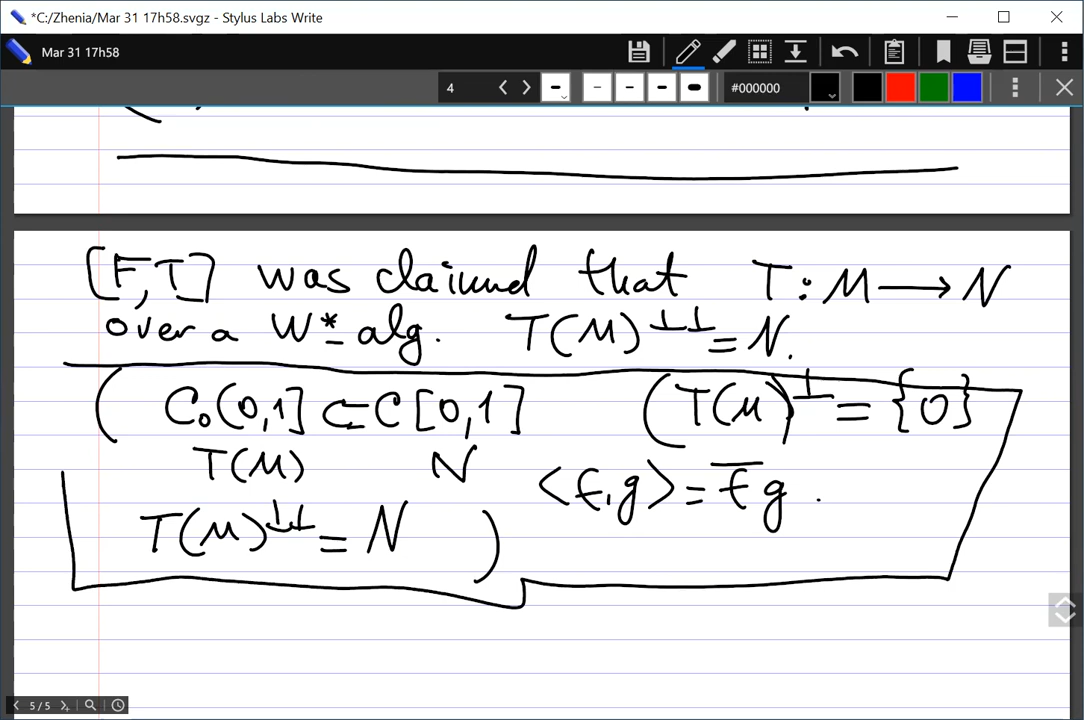 *C:/Zhenia/Mar 31 17h58.svgz - Stylus Labs Write
Mar 31 17h58
4
#000000
[F,T] was claimed that T: M ⟶ N
over a W*-alg. T(M)^⊥⊥ = N.
( C₀(0,1] ⊆ C[0,1] (T(M))^⊥ = {0}
T(M) N <f,g> = f̅g.
T(M)^⊥⊥ = N )
5/5